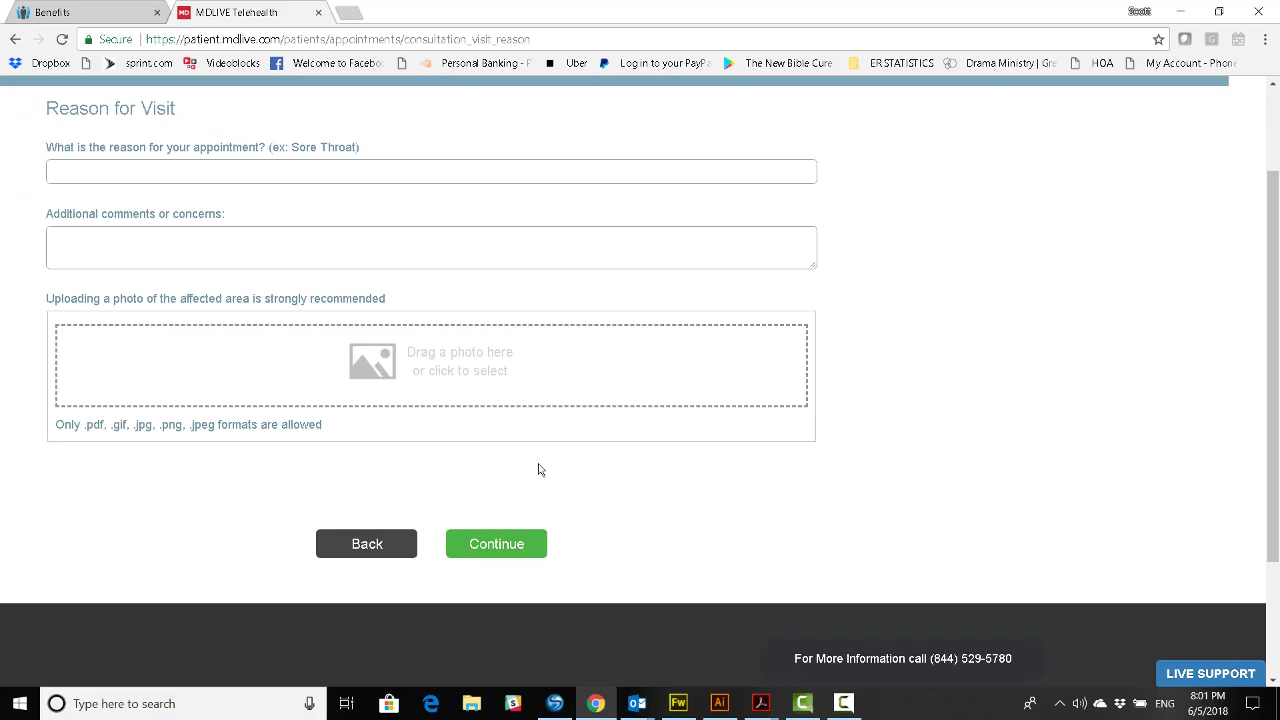 Benefits
MD MDLIVE Telehealth
Scott
Secure https://patient.mdlive.com/patients/appointments/consultation_visit_reason
Dropbox sprint.com Videoblocks Welcome to Faceboo Personal Banking - R Uber Log in to your PayPa The New Bible Cure ER STATISTICS Drama Ministry | Gre HOA My Account - Phone
Reason for Visit
What is the reason for your appointment? (ex: Sore Throat)
Additional comments or concerns:
Uploading a photo of the affected area is strongly recommended
Drag a photo here
or click to select
Only .pdf, .gif, .jpg, .png, .jpeg formats are allowed
Back Continue
For More Information call (844) 529-5780
LIVE SUPPORT
Type here to search
Fw Ai
ENG
8:01 PM
6/5/2018